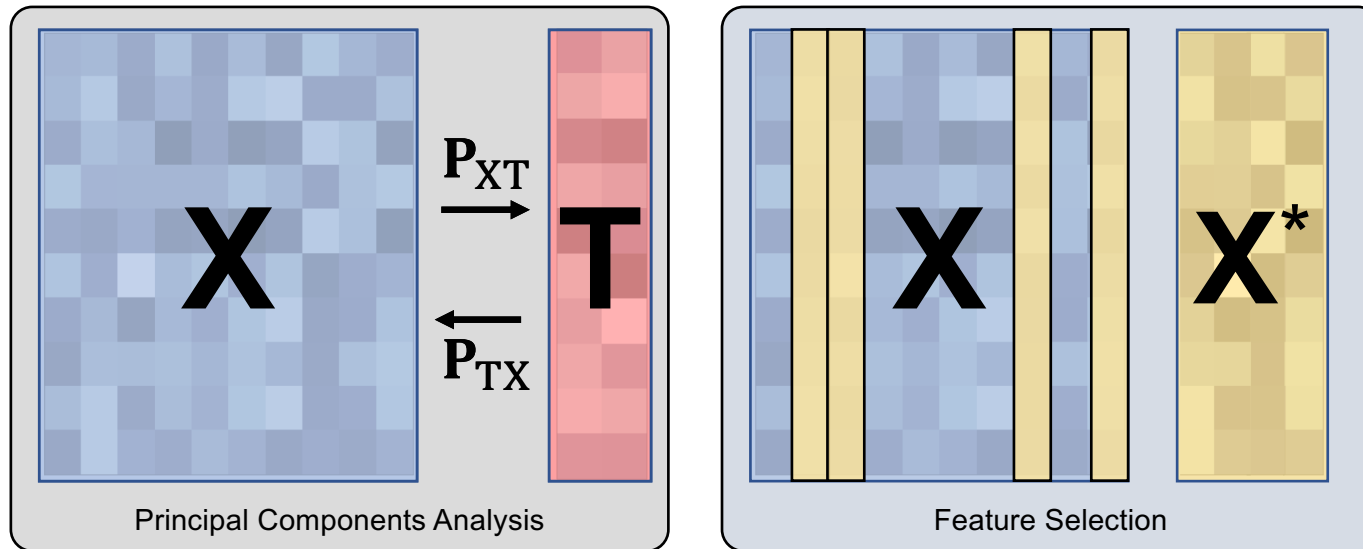 P_XT
X
T
P_TX
Principal Components Analysis
X
X*
Feature Selection